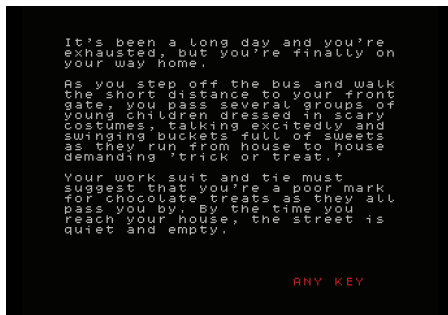 It's been a long day and you're
exhausted, but you're finally on
your way home.
As you step off the bus and walk
the short distance to your front
gate, you pass several groups of
young children dressed in scary
costumes, talking excitedly and
swinging buckets full of sweets
as they run from house to house
demanding 'trick or treat.'
Your work suit and tie must
suggest that you're a poor mark
for chocolate treats as they all
pass you by. By the time you
reach your house, the street is
quiet and empty.
ANY KEY